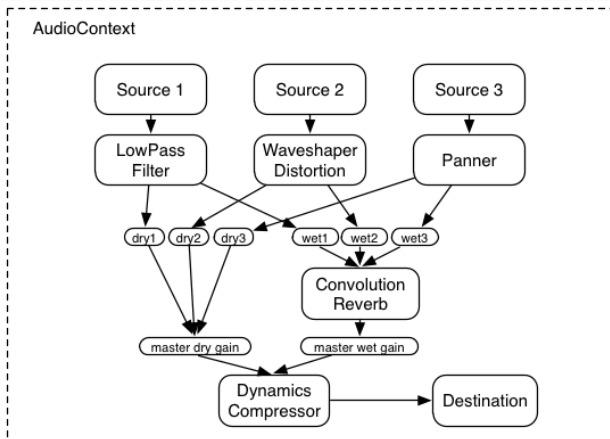 AudioContext
Source 1
Source 2
Source 3
LowPass
Filter
Waveshaper
Distortion
Panner
dry1
dry2
dry3
wet1
wet2
wet3
Convolution
Reverb
master dry gain
master wet gain
Dynamics
Compressor
Destination